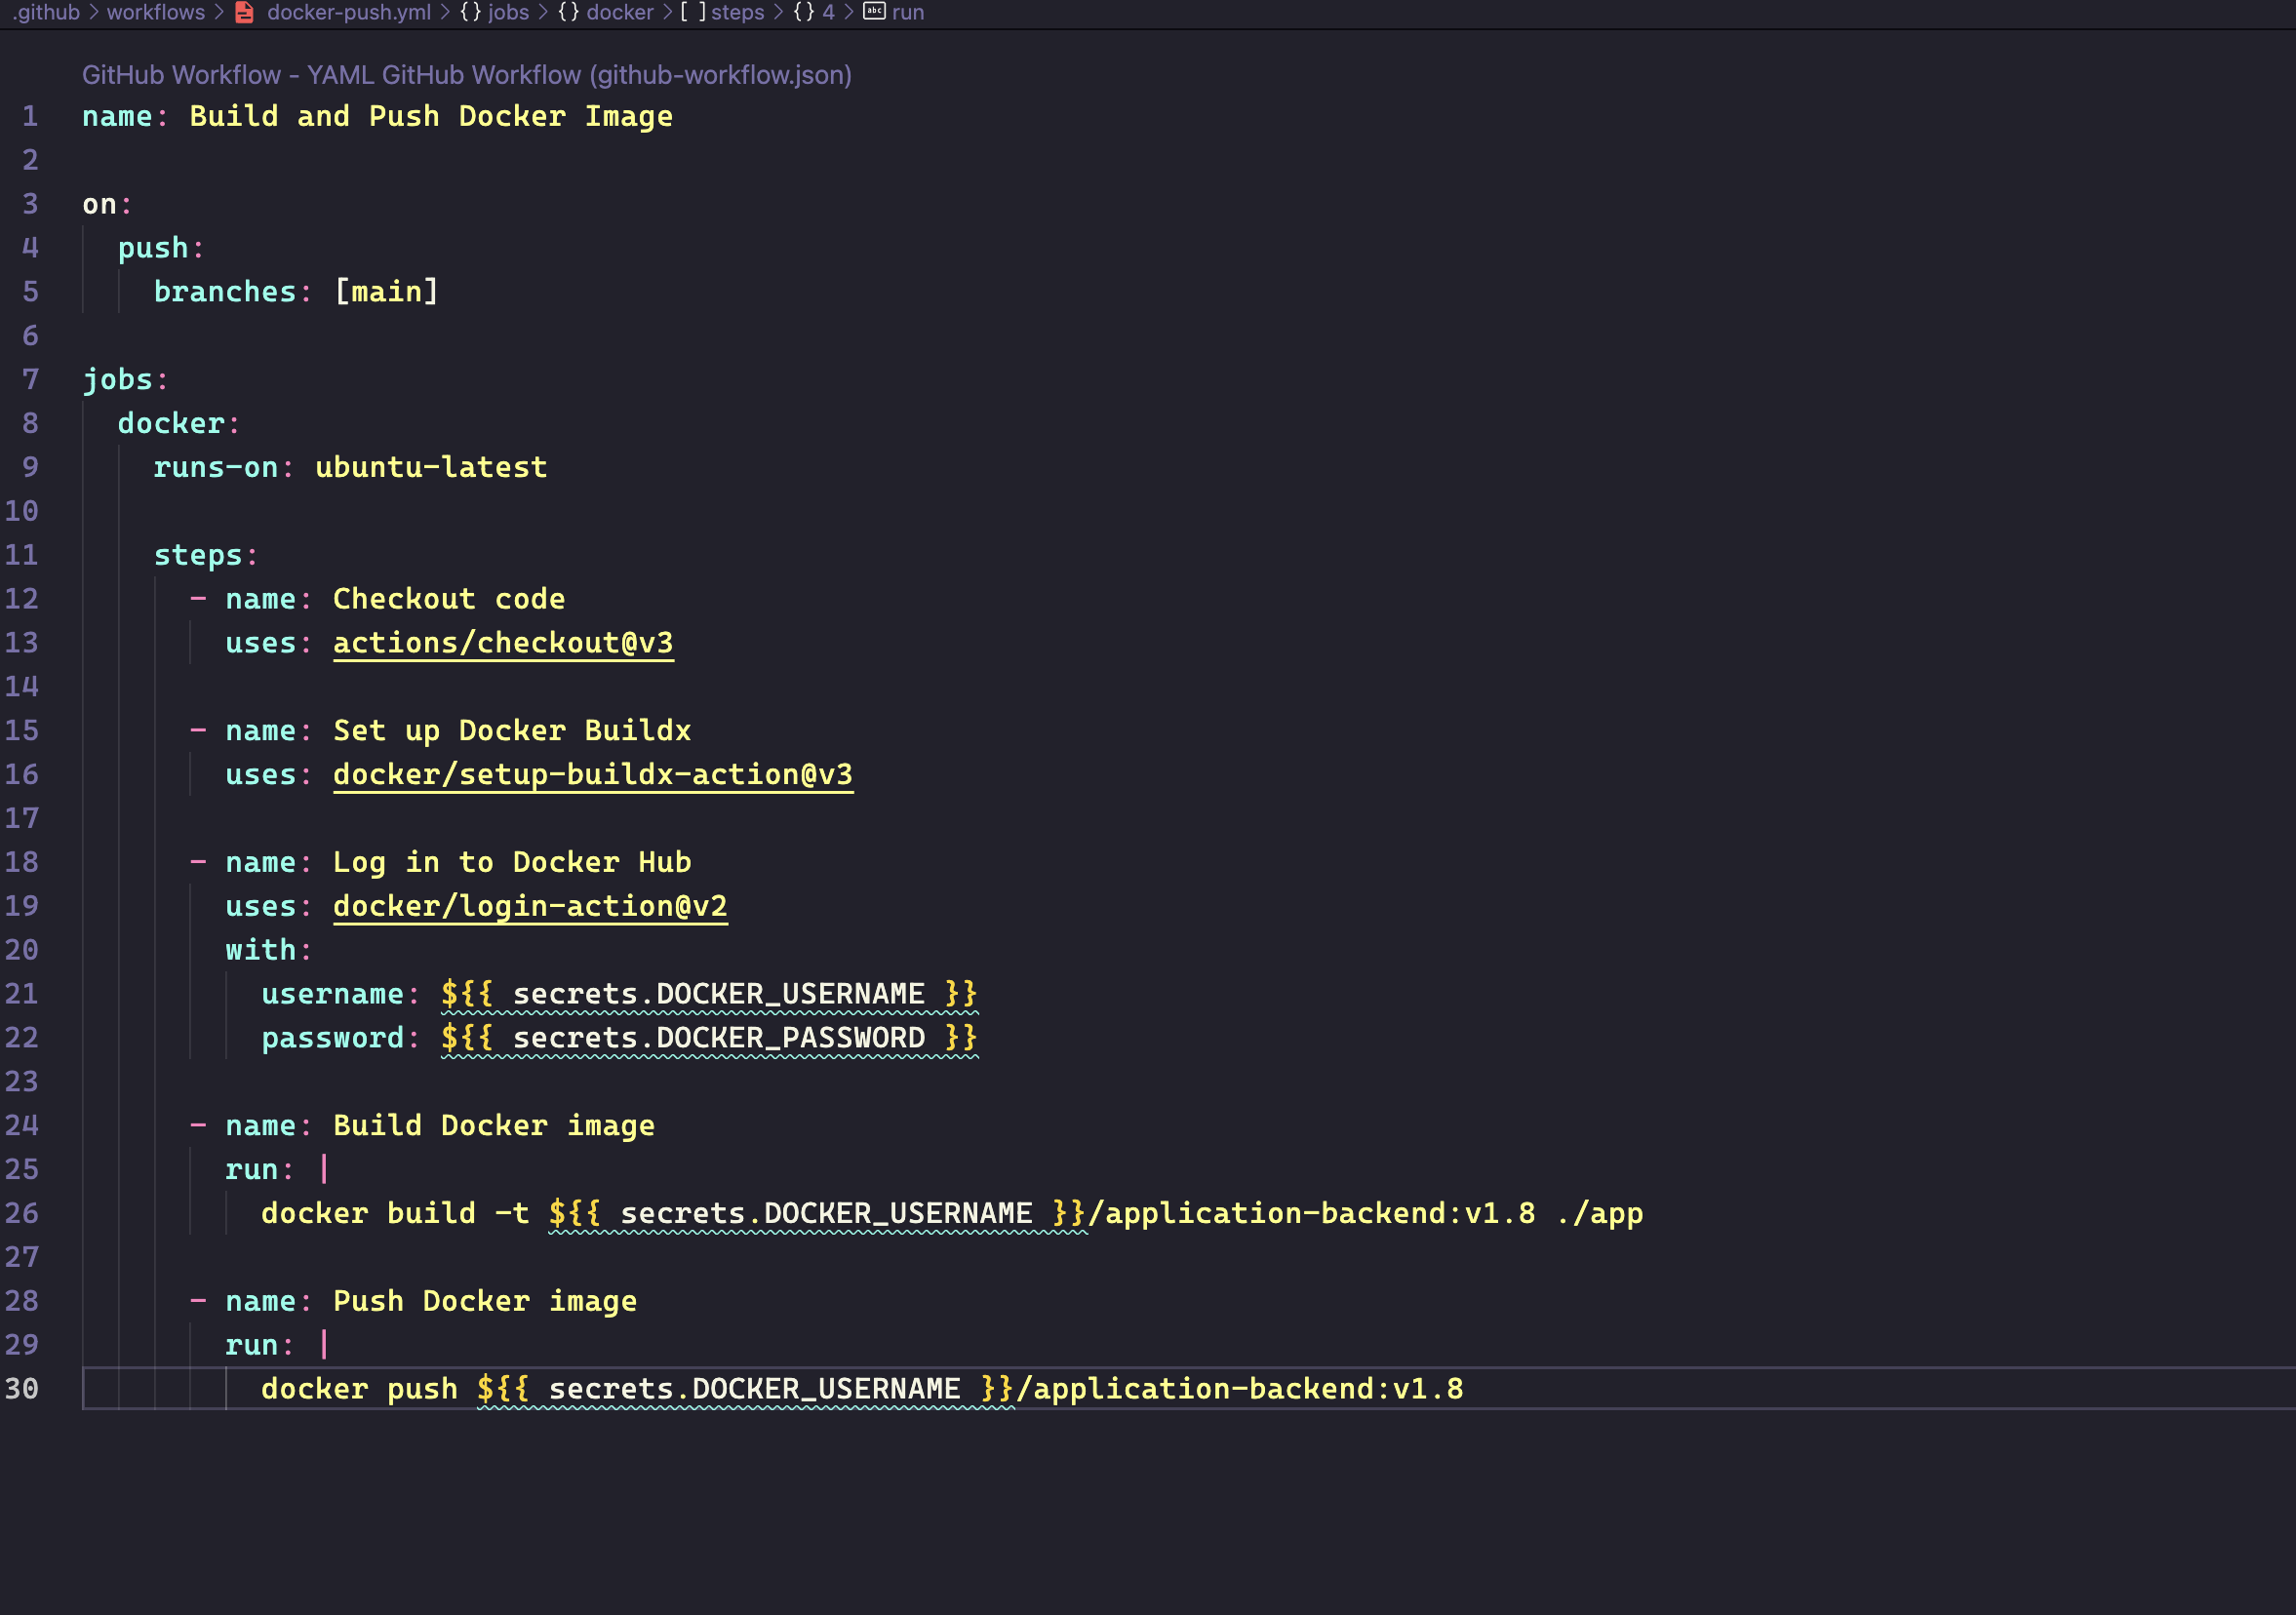 .github > workflows > docker-push.yml > {} jobs > {} docker > [ ] steps > {} 4 > abc run
GitHub Workflow - YAML GitHub Workflow (github-workflow.json)
1 name: Build and Push Docker Image
2
3 on:
4   push:
5     branches: [main]
6
7 jobs:
8   docker:
9     runs-on: ubuntu-latest
10
11     steps:
12       - name: Checkout code
13         uses: actions/checkout@v3
14
15       - name: Set up Docker Buildx
16         uses: docker/setup-buildx-action@v3
17
18       - name: Log in to Docker Hub
19         uses: docker/login-action@v2
20         with:
21           username: ${{ secrets.DOCKER_USERNAME }}
22           password: ${{ secrets.DOCKER_PASSWORD }}
23
24       - name: Build Docker image
25         run: |
26           docker build -t ${{ secrets.DOCKER_USERNAME }}/application-backend:v1.8 ./app
27
28       - name: Push Docker image
29         run: |
30           docker push ${{ secrets.DOCKER_USERNAME }}/application-backend:v1.8